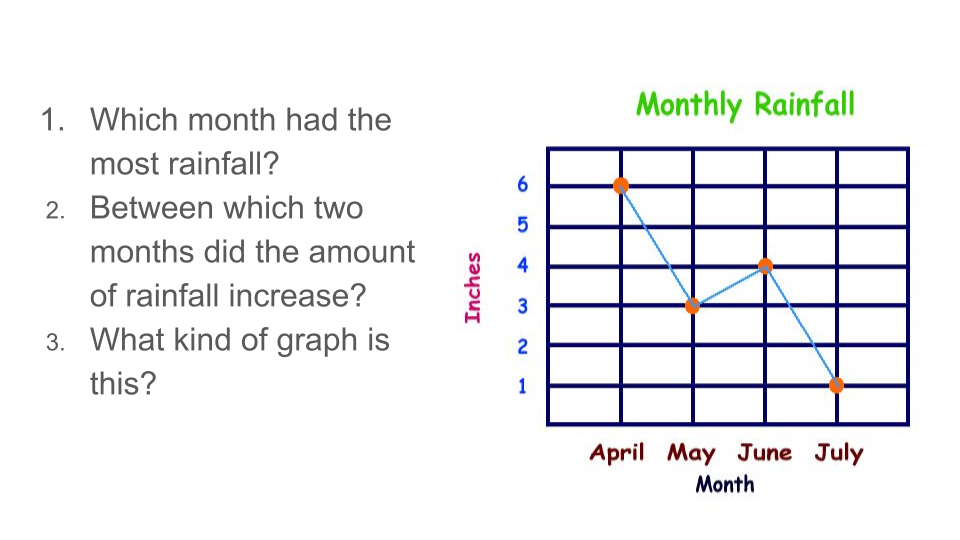 1. Which month had the
most rainfall?
2. Between which two
months did the amount
of rainfall increase?
3. What kind of graph is
this?
Monthly Rainfall
Inches
6
5
4
3
2
1
April May June July
Month